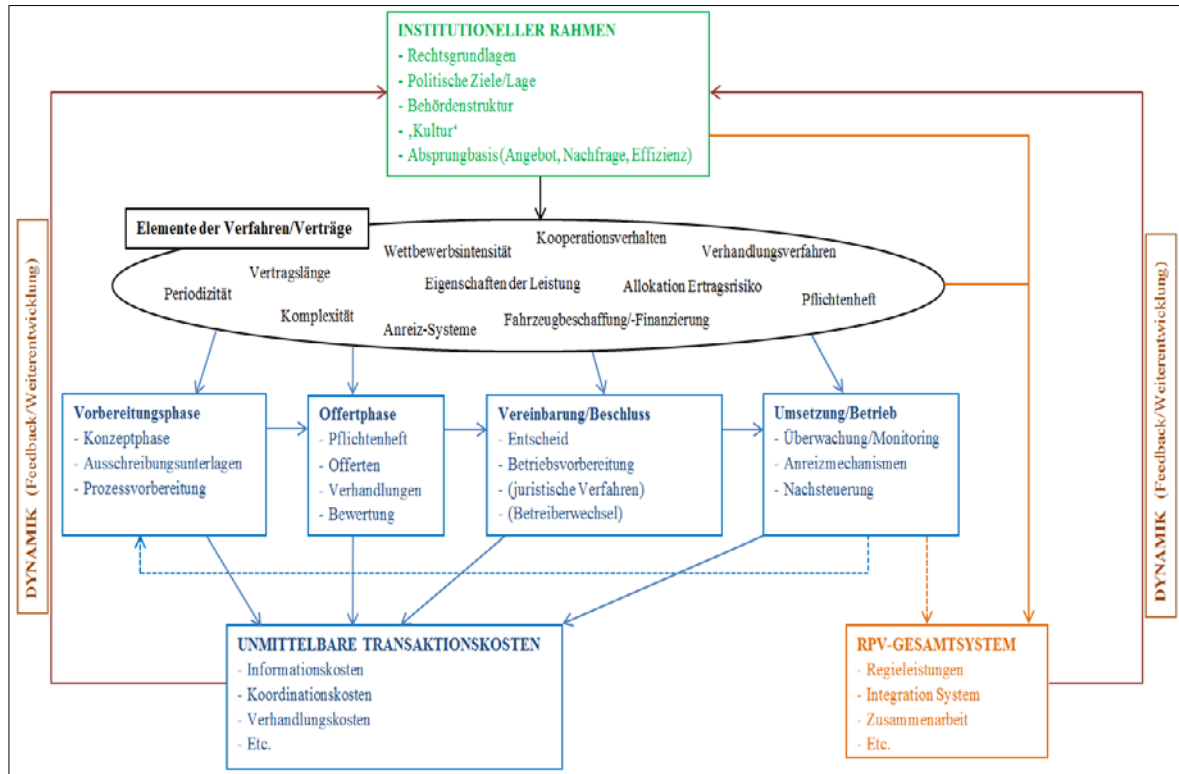 INSTITUTIONELLER RAHMEN
- Rechtsgrundlagen
- Politische Ziele/Lage
- Behördenstruktur
- ‚Kultur‘
- Absprungbasis (Angebot, Nachfrage, Effizienz)
Elemente der Verfahren/Verträge
Kooperationsverhalten
Wettbewerbsintensität
Verhandlungsverfahren
Vertragslänge
Eigenschaften der Leistung
Allokation Ertragsrisiko
Periodizität
Pflichtenheft
Komplexität
Fahrzeugbeschaffung/-Finanzierung
Anreiz-Systeme
DYNAMIK (Feedback/Weiterentwicklung)
Vorbereitungsphase
- Konzeptphase
- Ausschreibungsunterlagen
- Prozessvorbereitung
Offertphase
- Pflichtenheft
- Offerten
- Verhandlungen
- Bewertung
Vereinbarung/Beschluss
- Entscheid
- Betriebsvorbereitung
- (juristische Verfahren)
- (Betreiberwechsel)
Umsetzung/Betrieb
- Überwachung/Monitoring
- Anreizmechanismen
- Nachsteuerung
DYNAMIK (Feedback/Weiterentwicklung)
UNMITTELBARE TRANSAKTIONSKOSTEN
- Informationskosten
- Koordinationskosten
- Verhandlungskosten
- Etc.
RPV-GESAMTSYSTEM
- Regieleistungen
- Integration System
- Zusammenarbeit
- Etc.